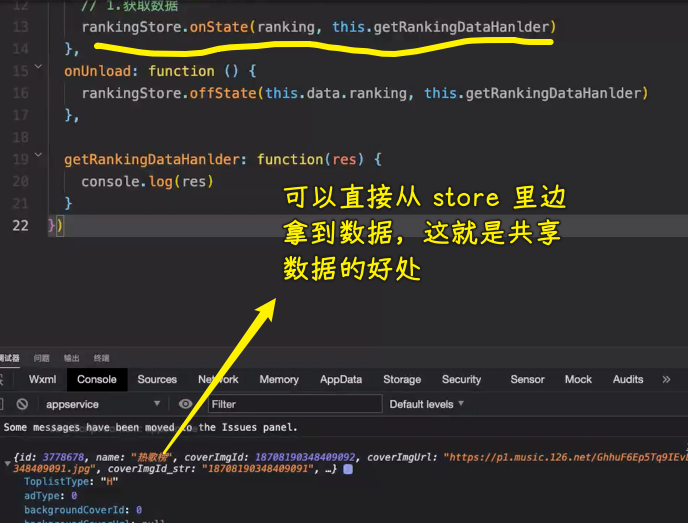 12 // 1.获取数据
13 rankingStore.onState(ranking, this.getRankingDataHanlder)
14 },
15 onUnload: function () {
16 rankingStore.offState(this.data.ranking, this.getRankingDataHanlder)
17 },
18
19 getRankingDataHanlder: function(res) {
20 console.log(res)
21 }
22 })
可以直接从 store 里边
拿到数据，这就是共享
数据的好处
调试器 问题 输出 终端
Wxml Console Sources Network Memory AppData Storage Security Sensor Mock Audits »
appservice Filter Default levels
Some messages have been moved to the Issues panel.
{id: 3778678, name: "热歌榜", coverImgId: 18708190348409092, coverImgUrl: "https://p1.music.126.net/GhhuF6Ep5Tq9IEv
348409091.jpg", coverImgId_str: "18708190348409091", …}
ToplistType: "H"
adType: 0
backgroundCoverId: 0
backgroundCoverUrl: null